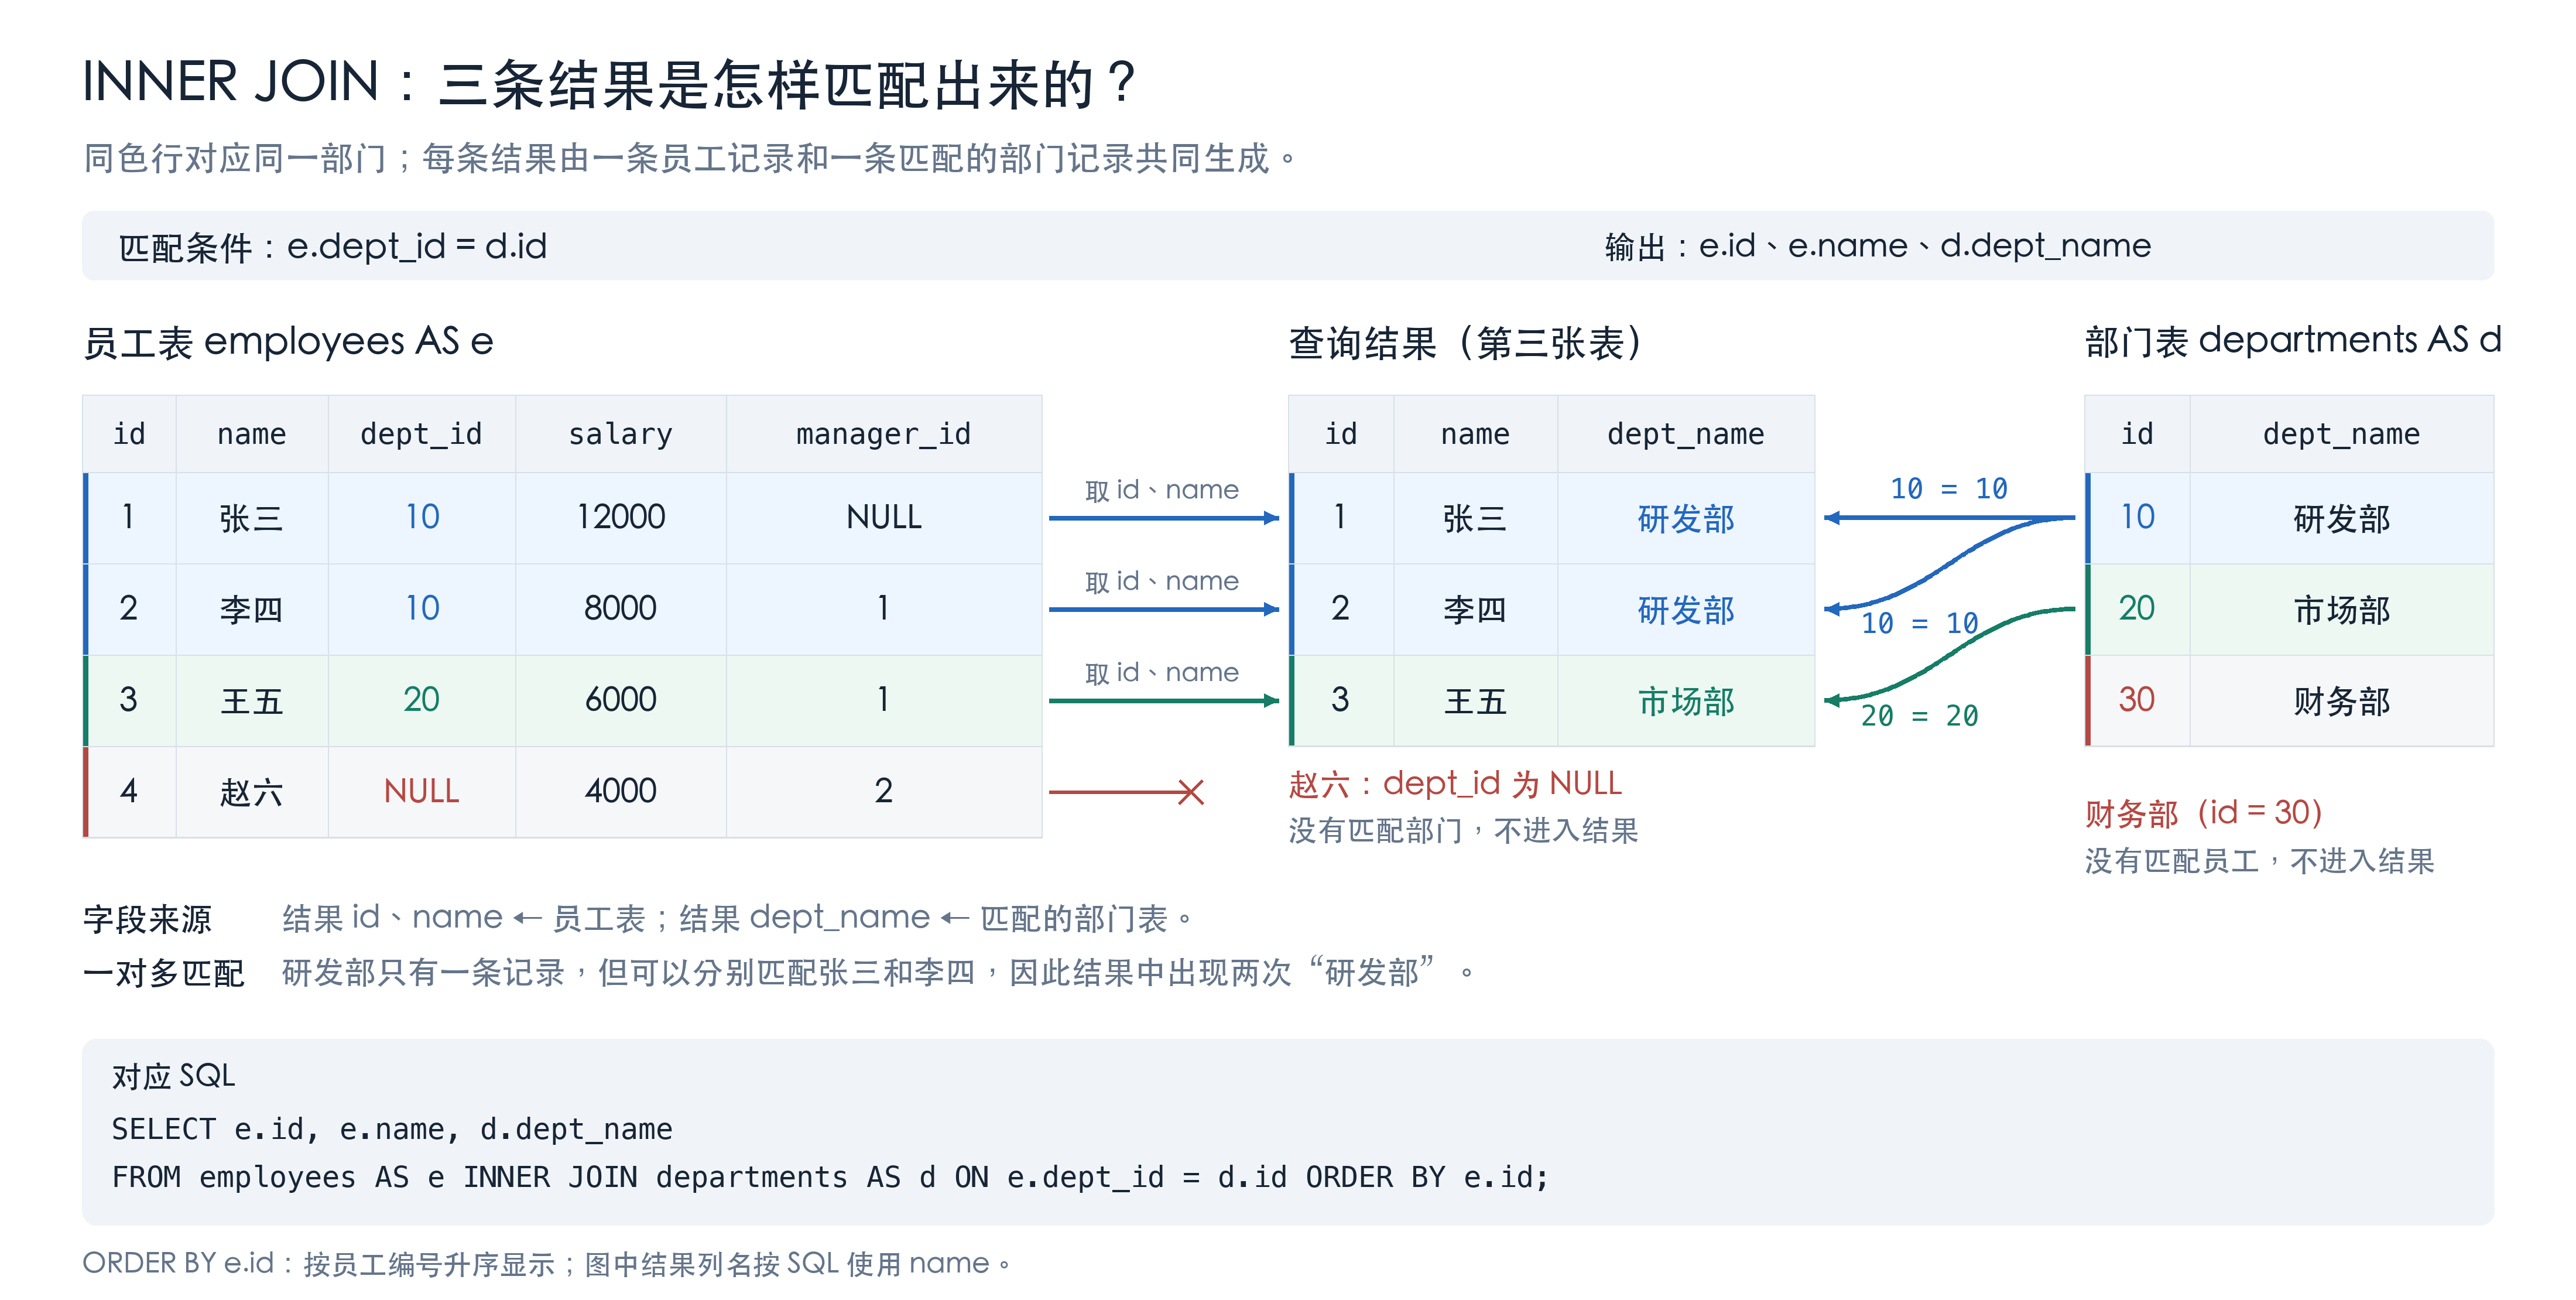 INNER JOIN：三条结果是怎样匹配出来的？
同色行对应同一部门；每条结果由一条员工记录和一条匹配的部门记录共同生成。
匹配条件：e.dept_id = d.id
输出：e.id、e.name、d.dept_name
员工表 employees AS e
id name dept_id salary manager_id
1 张三 10 12000 NULL
2 李四 10 8000 1
3 王五 20 6000 1
4 赵六 NULL 4000 2
取 id、name
取 id、name
取 id、name
查询结果（第三张表）
id name dept_name
1 张三 研发部
2 李四 研发部
3 王五 市场部
赵六：dept_id 为 NULL
没有匹配部门，不进入结果
10 = 10
10 = 10
20 = 20
部门表 departments AS d
id dept_name
10 研发部
20 市场部
30 财务部
财务部（id = 30）
没有匹配员工，不进入结果
字段来源 结果 id、name ← 员工表；结果 dept_name ← 匹配的部门表。
一对多匹配 研发部只有一条记录，但可以分别匹配张三和李四，因此结果中出现两次“研发部”。
对应 SQL
SELECT e.id, e.name, d.dept_name
FROM employees AS e INNER JOIN departments AS d ON e.dept_id = d.id ORDER BY e.id;
ORDER BY e.id：按员工编号升序显示；图中结果列名按 SQL 使用 name。